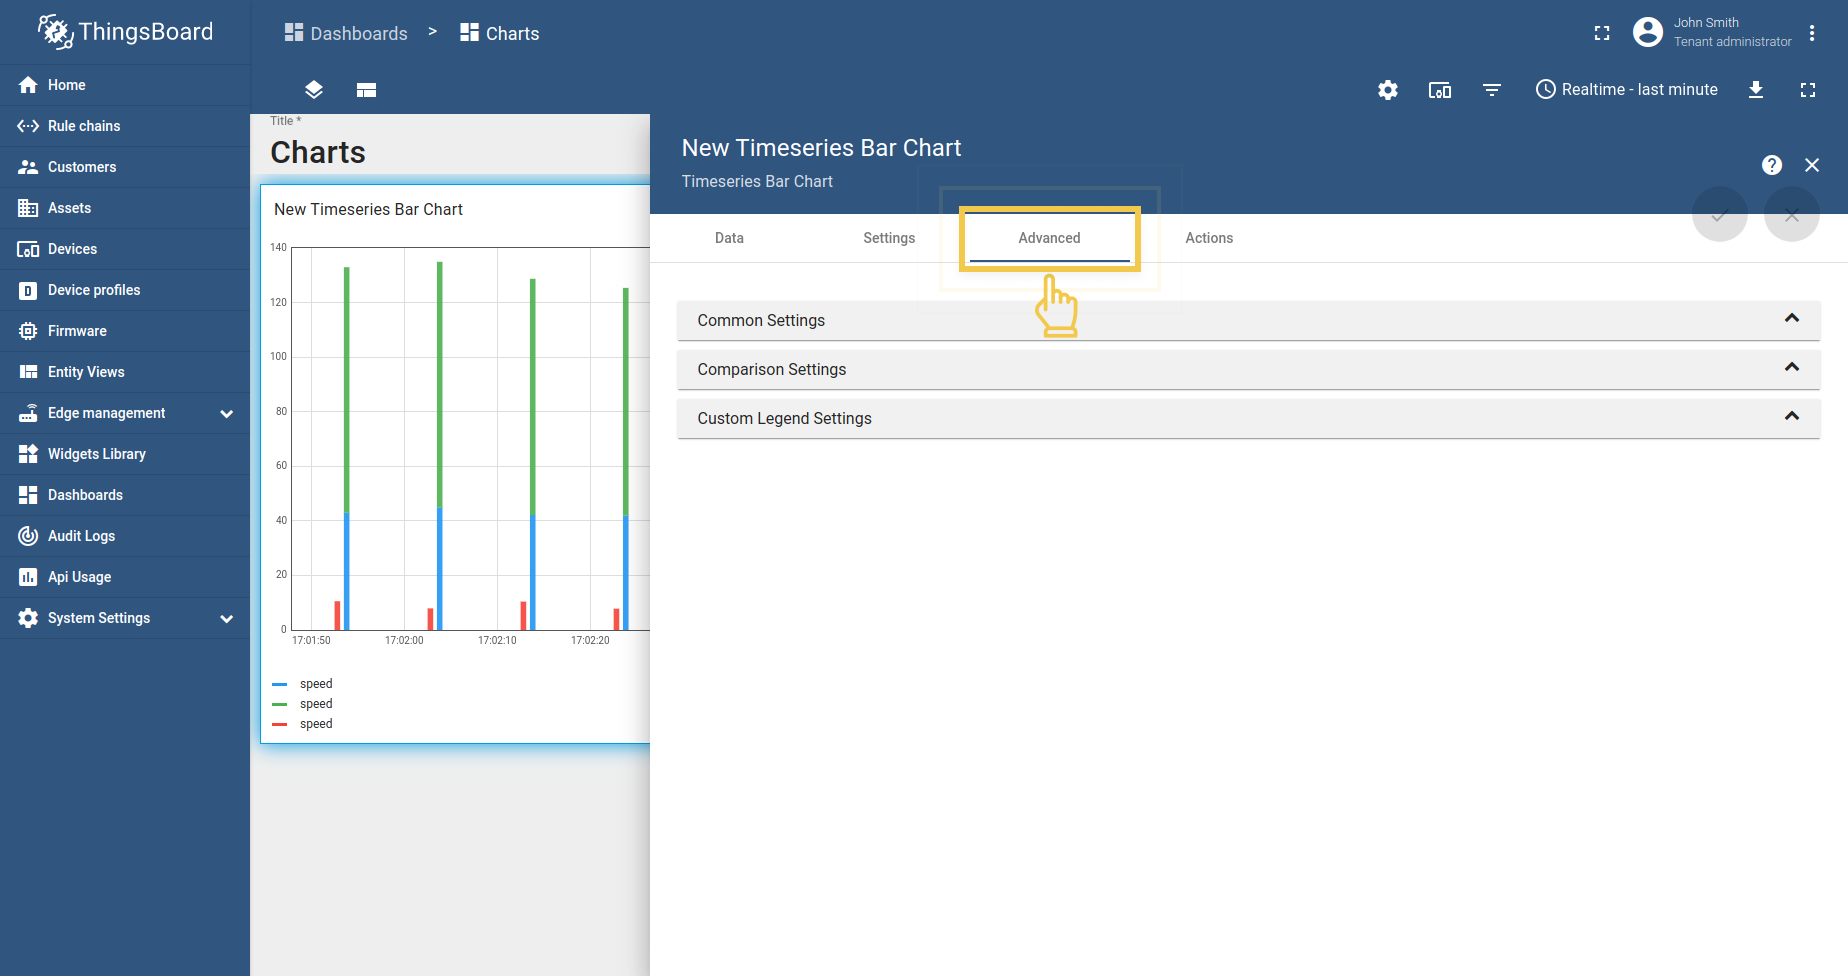 ThingsBoard
Home
Rule chains
Customers
Assets
Devices
Device profiles
Firmware
Entity Views
Edge management
Widgets Library
Dashboards
Audit Logs
Api Usage
System Settings
Dashboards > Charts
John Smith
Tenant administrator
Realtime - last minute
Title *
Charts
New Timeseries Bar Chart
140
120
100
80
60
40
20
0
17:01:50 17:02:00 17:02:10 17:02:20
speed
speed
speed
New Timeseries Bar Chart
Timeseries Bar Chart
Data Settings Advanced Actions
Common Settings
Comparison Settings
Custom Legend Settings